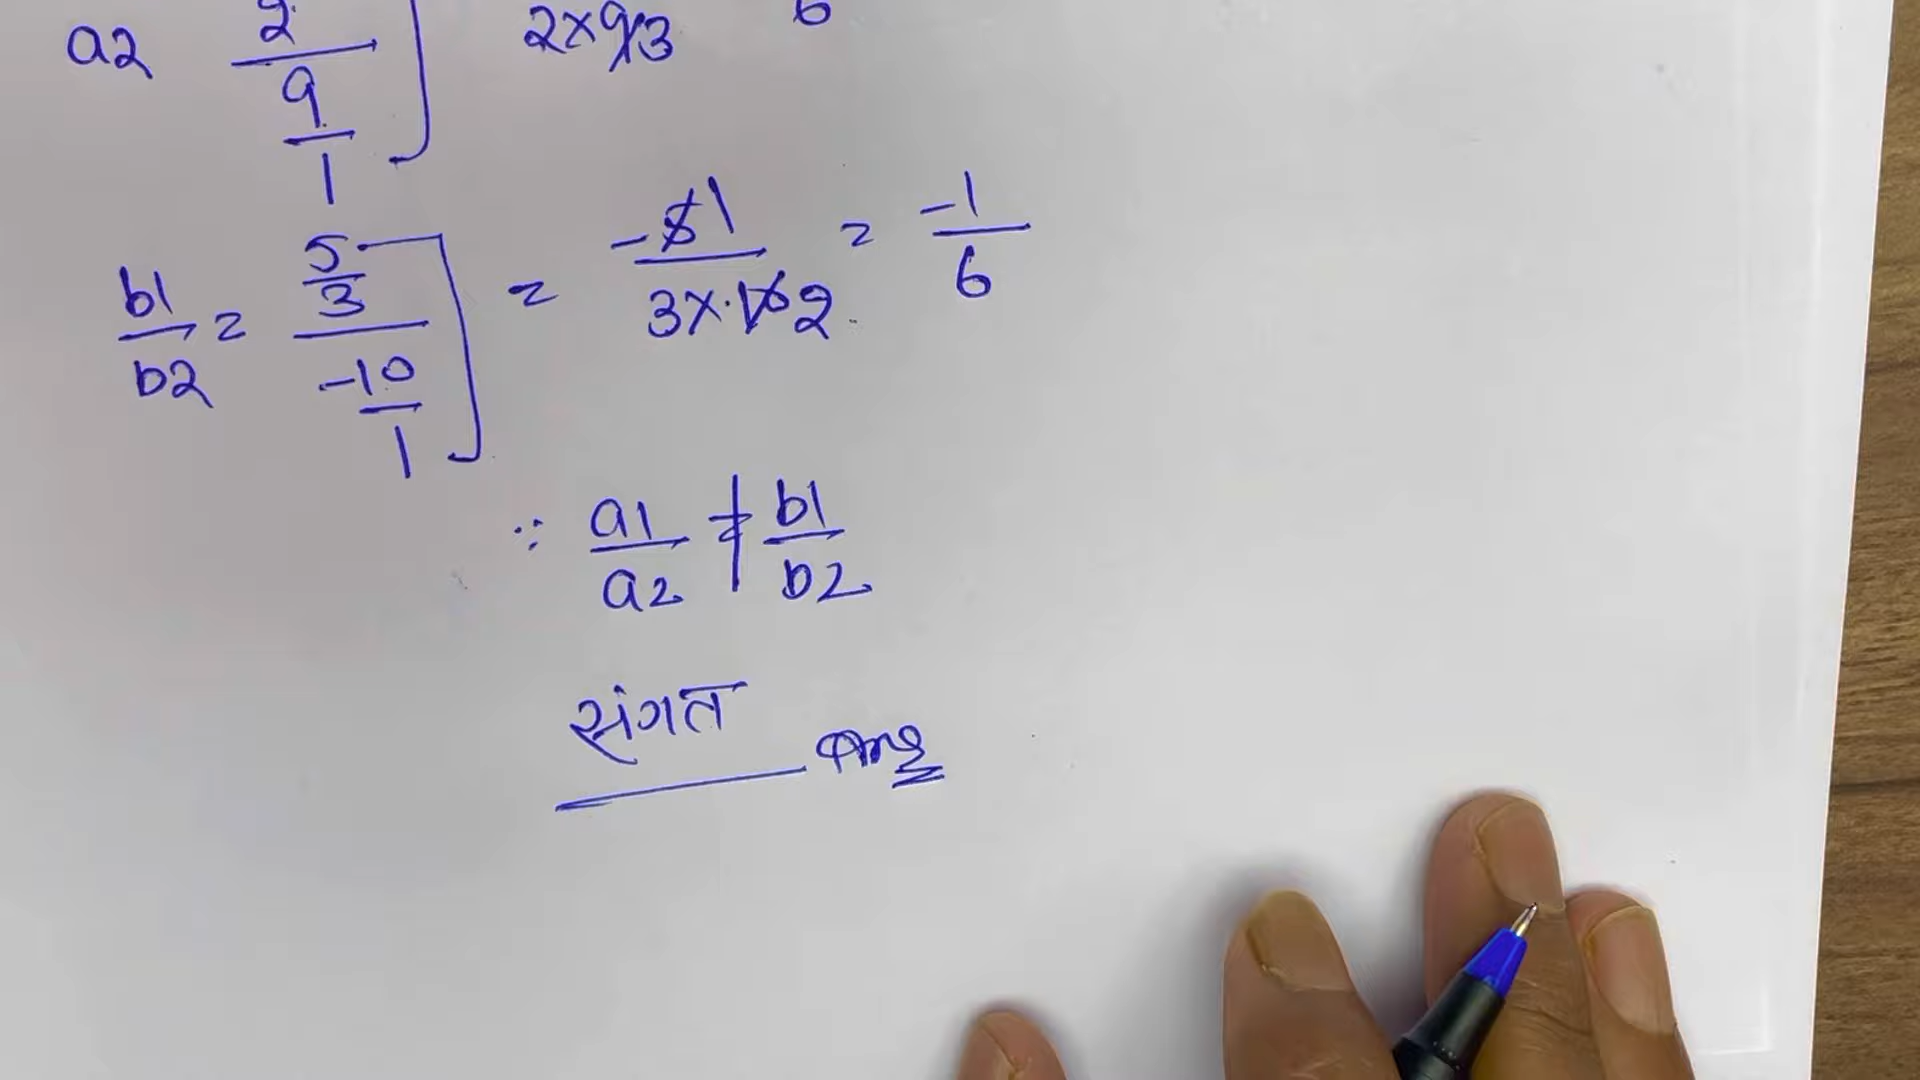 a2 2 2×9/3 6
9
1
b1/b2 = 5/3 / -10/1 = -51/3×102 = -1/6
∵ a1/a2 ≠ b1/b2
संगत Ans